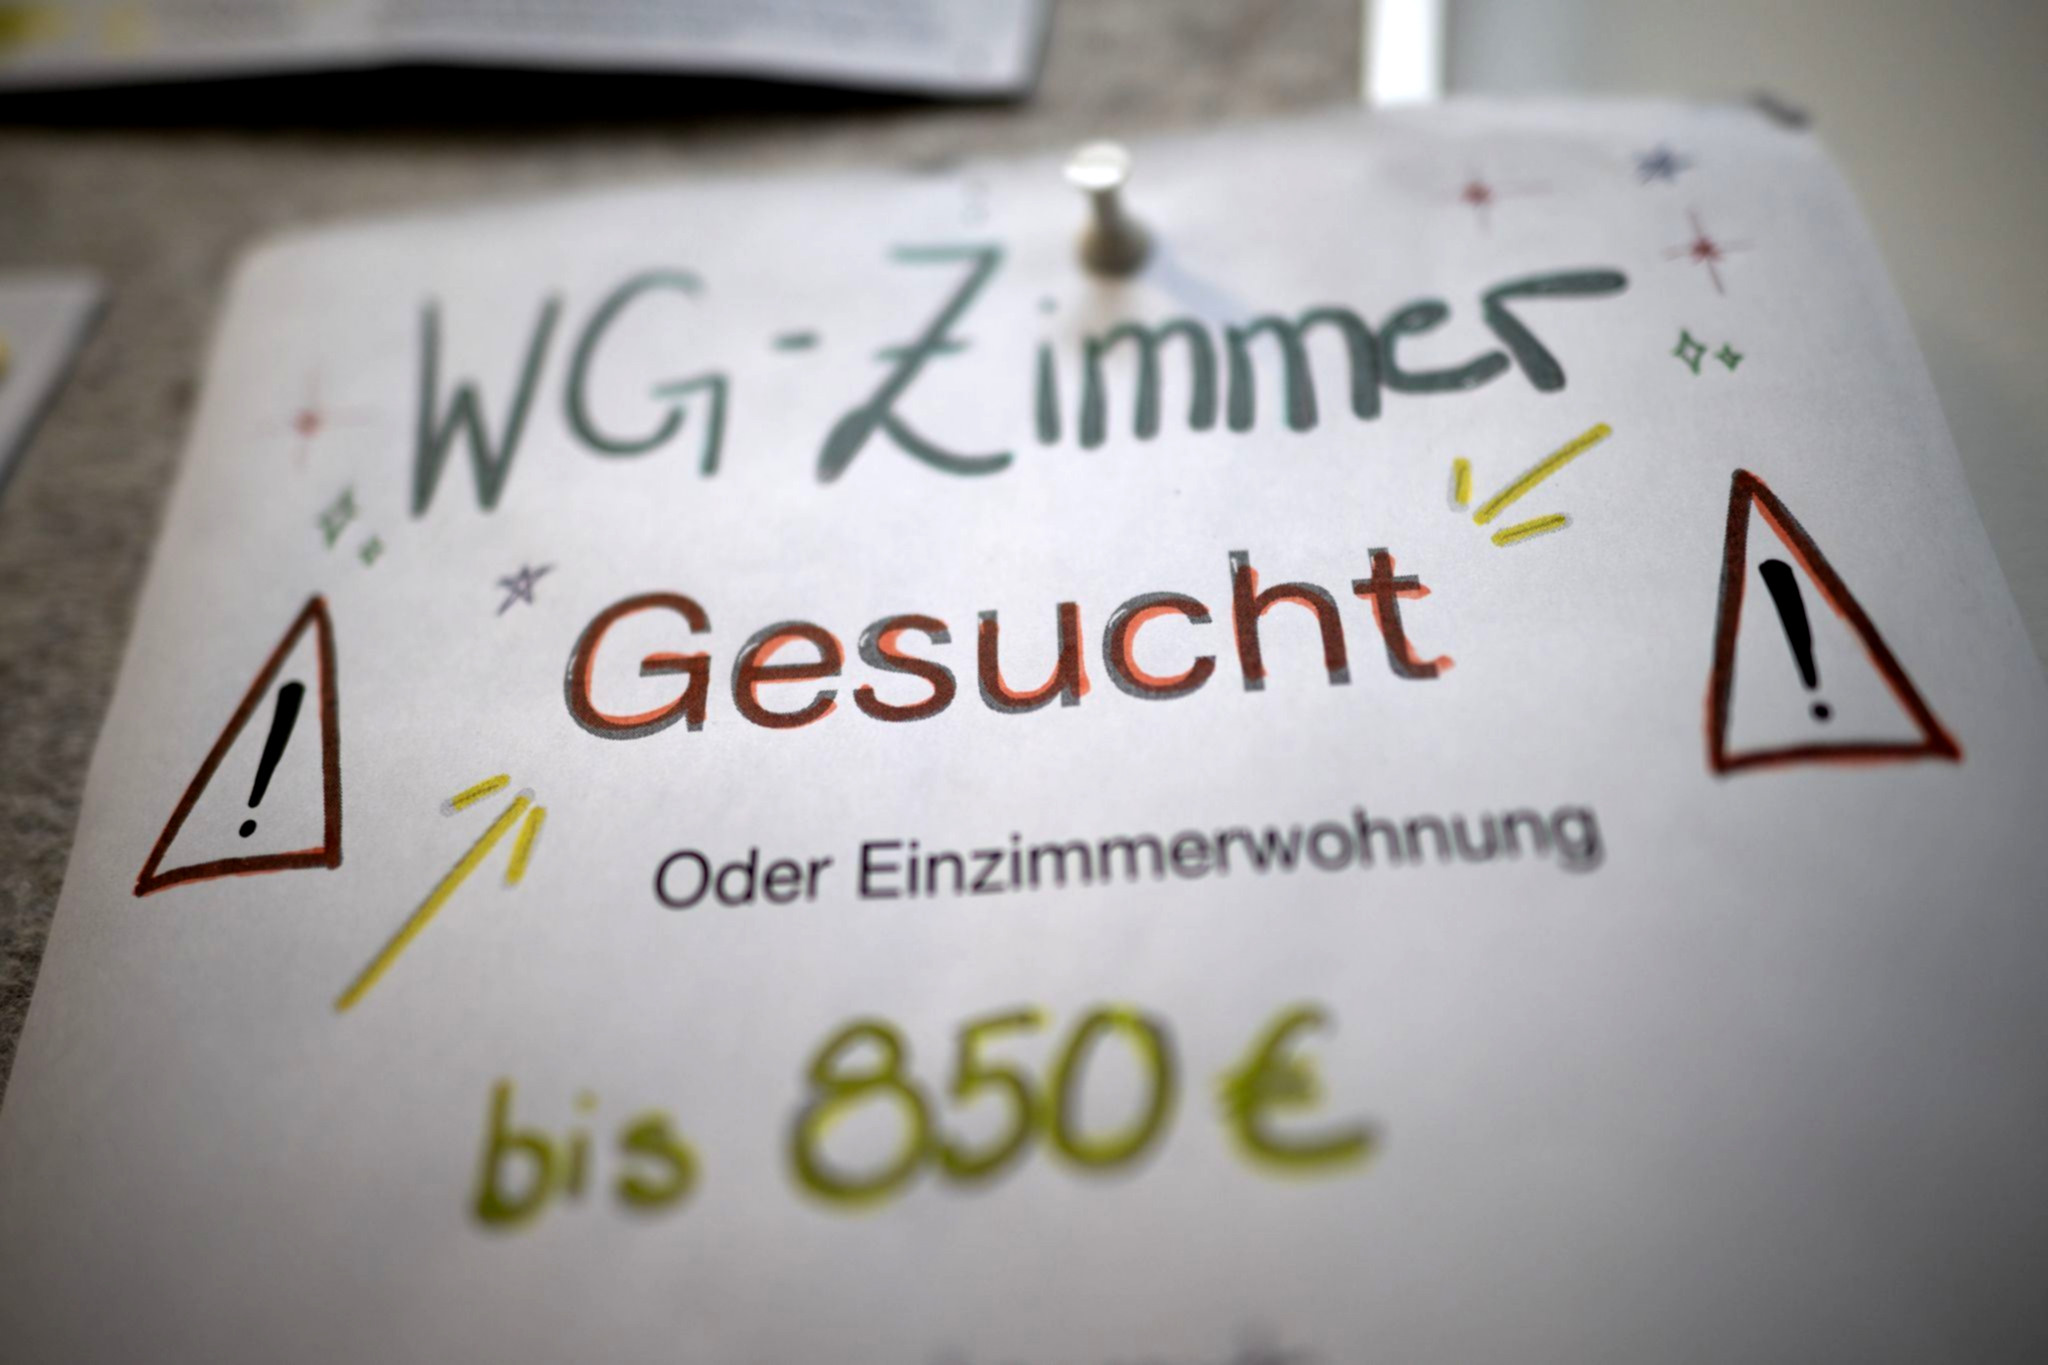 WG-Zimmer
Gesucht
Oder Einzimmerwohnung
bis 850 €